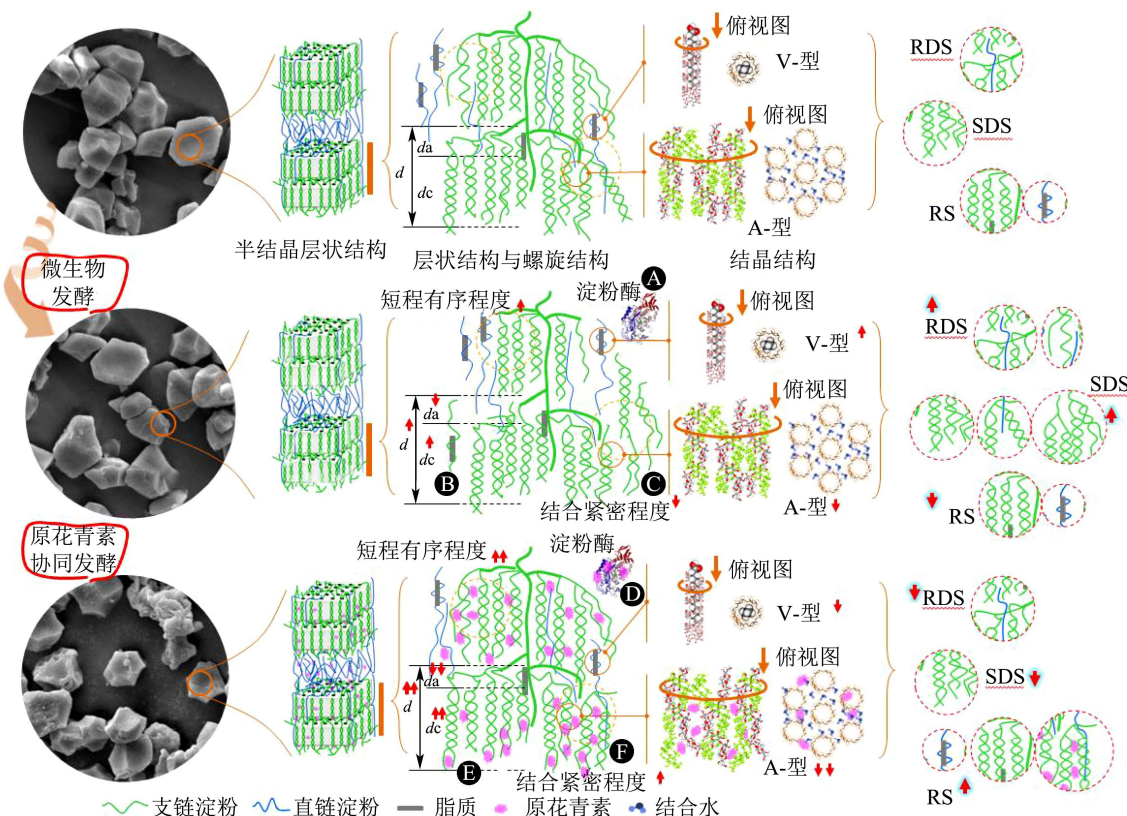 俯视图
V-型
俯视图
A-型
RDS
SDS
RS
da
d
dc
半结晶层状结构
层状结构与螺旋结构
结晶结构
微生物
发酵
短程有序程度
淀粉酶
A
俯视图
V-型
俯视图
A-型
RDS
SDS
RS
da
d
dc
B
C
结合紧密程度
原花青素
协同发酵
短程有序程度
淀粉酶
D
俯视图
V-型
俯视图
A-型
RDS
SDS
RS
da
d
dc
E
F
结合紧密程度
支链淀粉 直链淀粉 脂质 原花青素 结合水